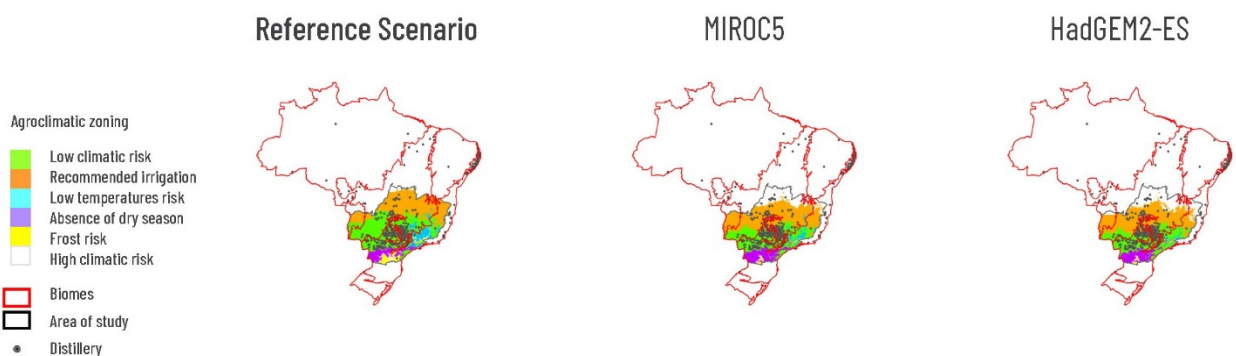 Reference Scenario
MIROC5
HadGEM2-ES
Agroclimatic zoning
Low climatic risk
Recommended irrigation
Low temperatures risk
Absence of dry season
Frost risk
High climatic risk
Biomes
Area of study
Distillery